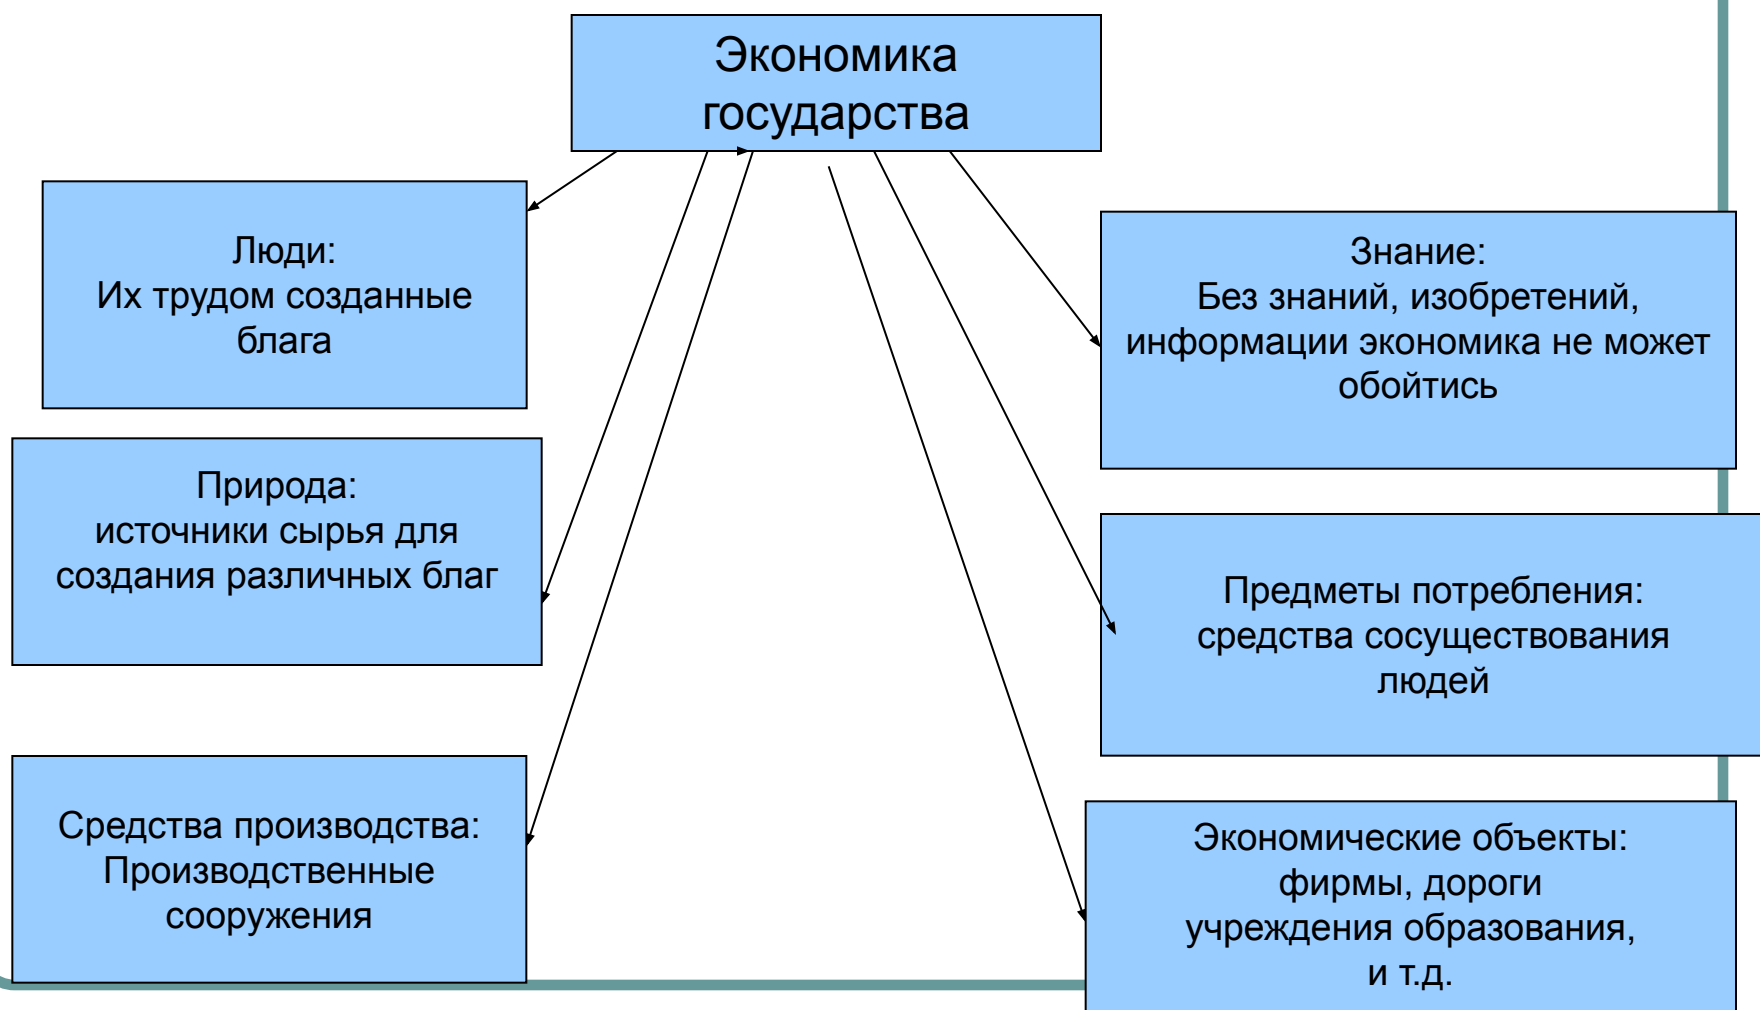 Экономика
государства
Люди:
Их трудом созданные
блага
Природа:
источники сырья для
создания различных благ
Средства производства:
Производственные
сооружения
Знание:
Без знаний, изобретений,
информации экономика не может
обойтись
Предметы потребления:
средства сосуществования
людей
Экономические объекты:
фирмы, дороги
учреждения образования,
и т.д.